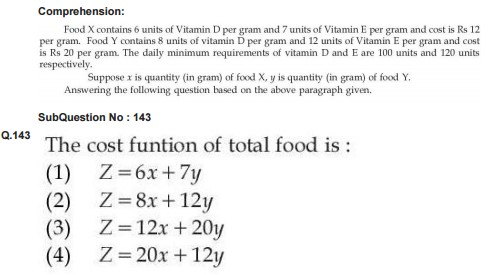 Comprehension:
Food X contains 6 units of Vitamin D per gram and 7 units of Vitamin E per gram and cost is Rs 12
per gram. Food Y contains 8 units of vitamin D per gram and 12 units of Vitamin E per gram and cost
is Rs 20 per gram. The daily minimum requirements of vitamin D and E are 100 units and 120 units
respectively.
Suppose x is quantity (in gram) of food X, y is quantity (in gram) of food Y.
Answering the following question based on the above paragraph given.
SubQuestion No : 143
Q.143 The cost funtion of total food is :
(1) Z = 6x + 7y
(2) Z = 8x + 12y
(3) Z = 12x + 20y
(4) Z = 20x + 12y